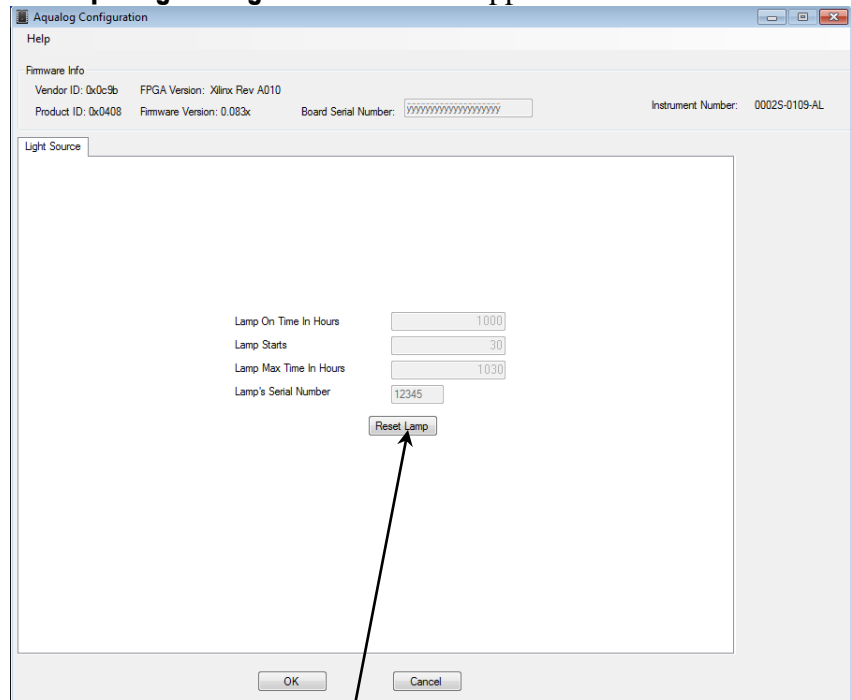 Aqualog Configuration
Help
Firmware Info
Vendor ID: 0x0c9b FPGA Version: Xilinx Rev A010
Product ID: 0x0408 Firmware Version: 0.083x Board Serial Number: ÿÿÿÿÿÿÿÿÿÿÿÿÿÿÿÿÿÿÿ Instrument Number: 0002S-0109-AL
Light Source
Lamp On Time In Hours 1000
Lamp Starts 30
Lamp Max Time In Hours 1030
Lamp's Serial Number 12345
Reset Lamp
OK Cancel